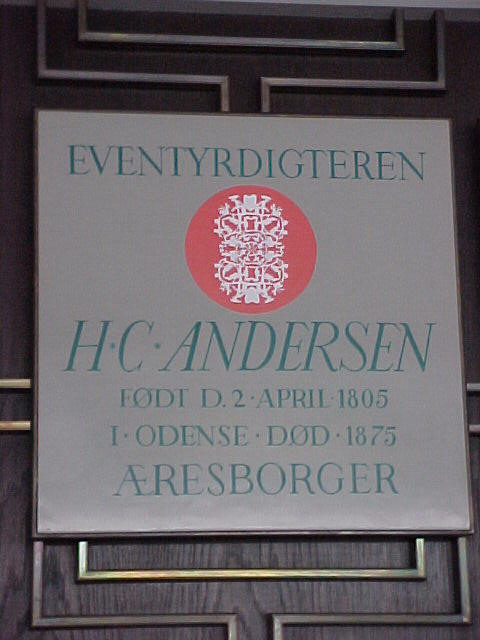 EVENTYRDIGTEREN
H·C·ANDERSEN
FØDT D. 2·APRIL·1805
I·ODENSE·DØD·1875
ÆRESBORGER